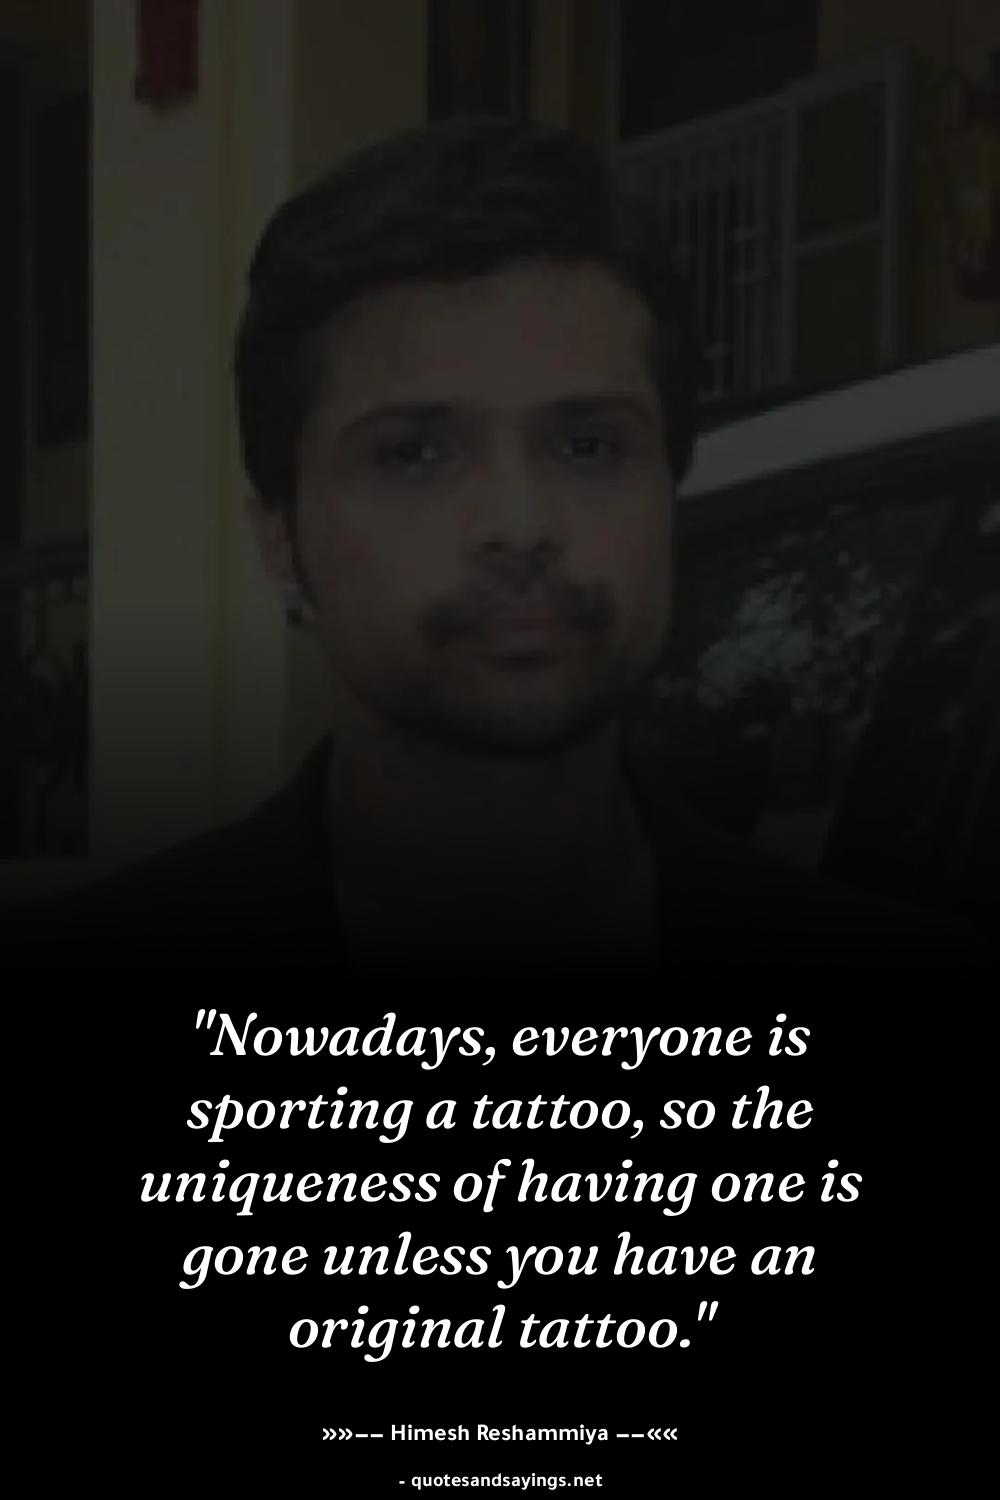 "Nowadays, everyone is
sporting a tattoo, so the
uniqueness of having one is
gone unless you have an
original tattoo."
»»−− Himesh Reshammiya −−««
- quotesandsayings.net